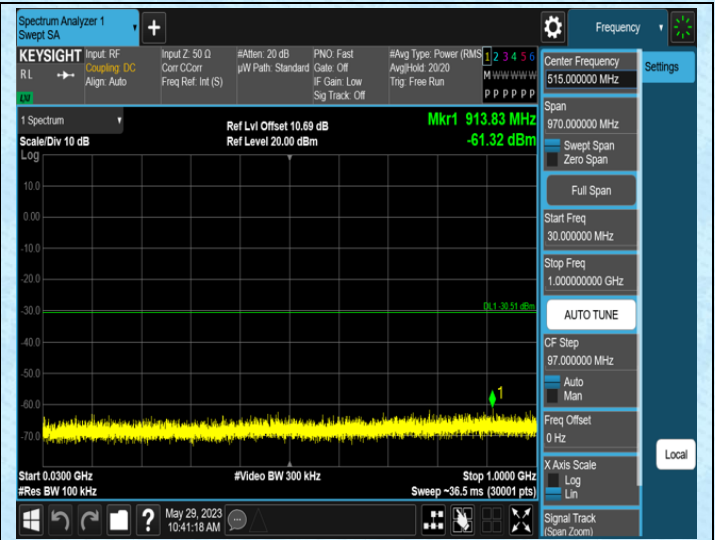 Spectrum Analyzer 1
Swept SA
+
Frequency
KEYSIGHT
RL
LXI
Input: RF
Coupling: DC
Align: Auto
Input Z: 50 Ω
Corr CCorr
Freq Ref: Int (S)
#Atten: 20 dB
µW Path: Standard
PNO: Fast
Gate: Off
IF Gain: Low
Sig Track: Off
#Avg Type: Power (RMS
Avg|Hold: 20/20
Trig: Free Run
1 2 3 4 5 6
M W W W W W
P P P P P P
1 Spectrum
Scale/Div 10 dB
Log
Ref Lvl Offset 10.69 dB
Ref Level 20.00 dBm
Mkr1 913.83 MHz
-61.32 dBm
10.0
0.00
-10.0
-20.0
-30.0
DL1 -30.51 dBm
-40.0
-50.0
-60.0
1
-70.0
Start 0.0300 GHz
#Res BW 100 kHz
#Video BW 300 kHz
Stop 1.0000 GHz
Sweep ~36.5 ms (30001 pts)
Center Frequency
515.000000 MHz
Span
970.000000 MHz
Swept Span
Zero Span
Full Span
Start Freq
30.000000 MHz
Stop Freq
1.000000000 GHz
AUTO TUNE
CF Step
97.000000 MHz
Auto
Man
Freq Offset
0 Hz
X Axis Scale
Log
Lin
Signal Track
(Span Zoom)
Settings
Local
?
May 29, 2023
10:41:18 AM